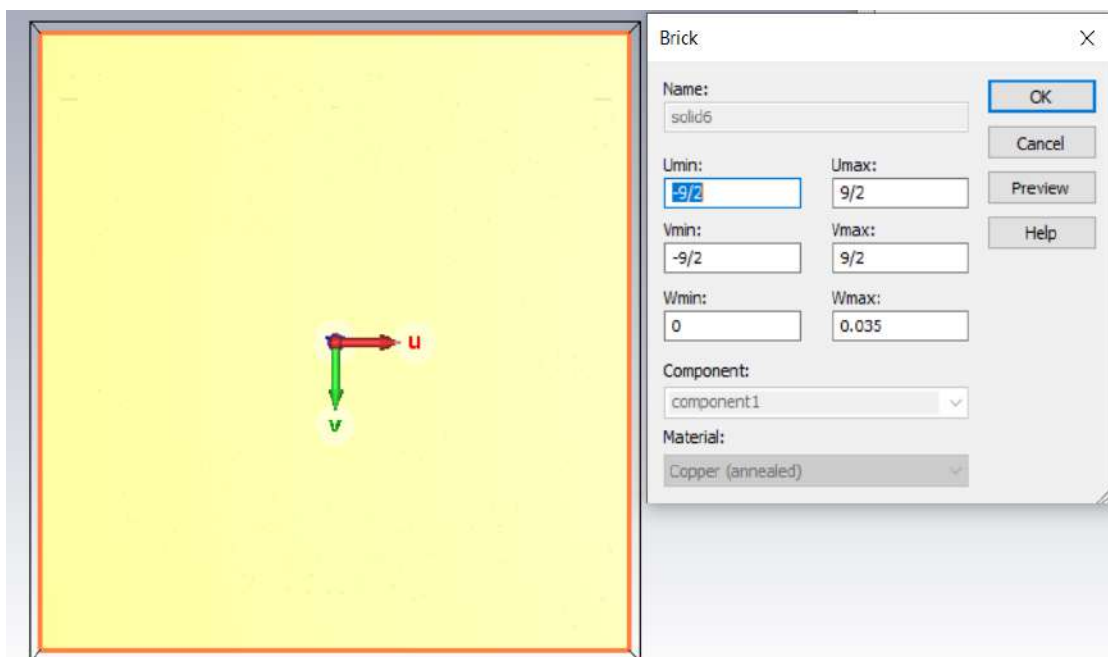 Brick
Name:
solid6
OK
Cancel
Umin:
Umax:
-9/2
9/2
Preview
Vmin:
Vmax:
-9/2
9/2
Help
Wmin:
Wmax:
0
0.035
Component:
component1
Material:
Copper (annealed)
u
v